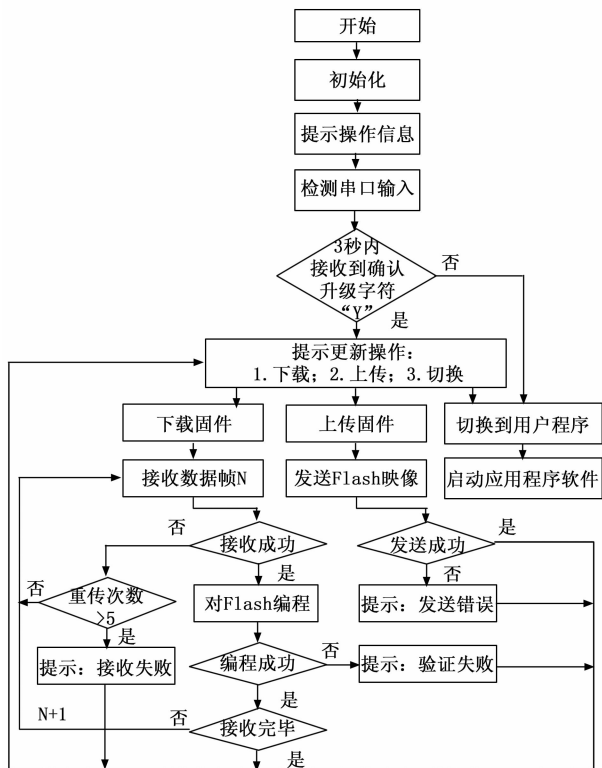 开始
初始化
提示操作信息
检测串口输入
3秒内
接收到确认
升级字符
“Y”
否
是
提示更新操作：
1.下载；2.上传；3.切换
下载固件
上传固件
切换到用户程序
接收数据帧N
发送Flash映像
启动应用程序软件
否
接收成功
发送成功
是
否
是
否
重传次数
>5
对Flash编程
提示：发送错误
是
提示：接收失败
编程成功
否
提示：验证失败
是
N+1
否
接收完毕
是